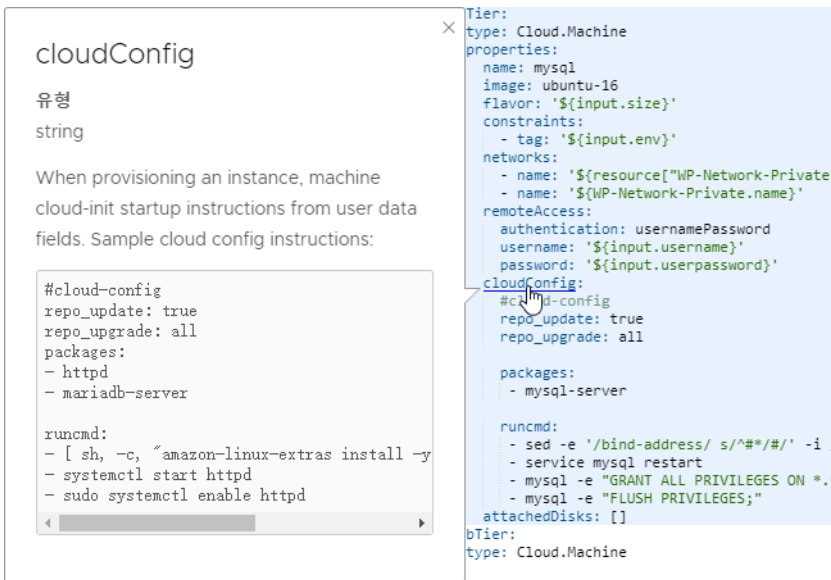 cloudConfig
×
유형
string
When provisioning an instance, machine
cloud-init startup instructions from user data
fields. Sample cloud config instructions:
#cloud-config
repo_update: true
repo_upgrade: all
packages:
- httpd
- mariadb-server
runcmd:
- [ sh, -c, "amazon-linux-extras install -y
- systemctl start httpd
- sudo systemctl enable httpd
Tier:
type: Cloud.Machine
properties:
name: mysql
image: ubuntu-16
flavor: '${input.size}'
constraints:
- tag: '${input.env}'
networks:
- name: '${resource["WP-Network-Private
- name: '${WP-Network-Private.name}'
remoteAccess:
authentication: usernamePassword
username: '${input.username}'
password: '${input.userpassword}'
cloudConfig:
-config
repo_update: true
repo_upgrade: all
packages:
- mysql-server
runcmd:
- sed -e '/bind-address/ s/^#*/#/' -i
- service mysql restart
- mysql -e "GRANT ALL PRIVILEGES ON *.
- mysql -e "FLUSH PRIVILEGES;"
attachedDisks: []
bTier:
type: Cloud.Machine